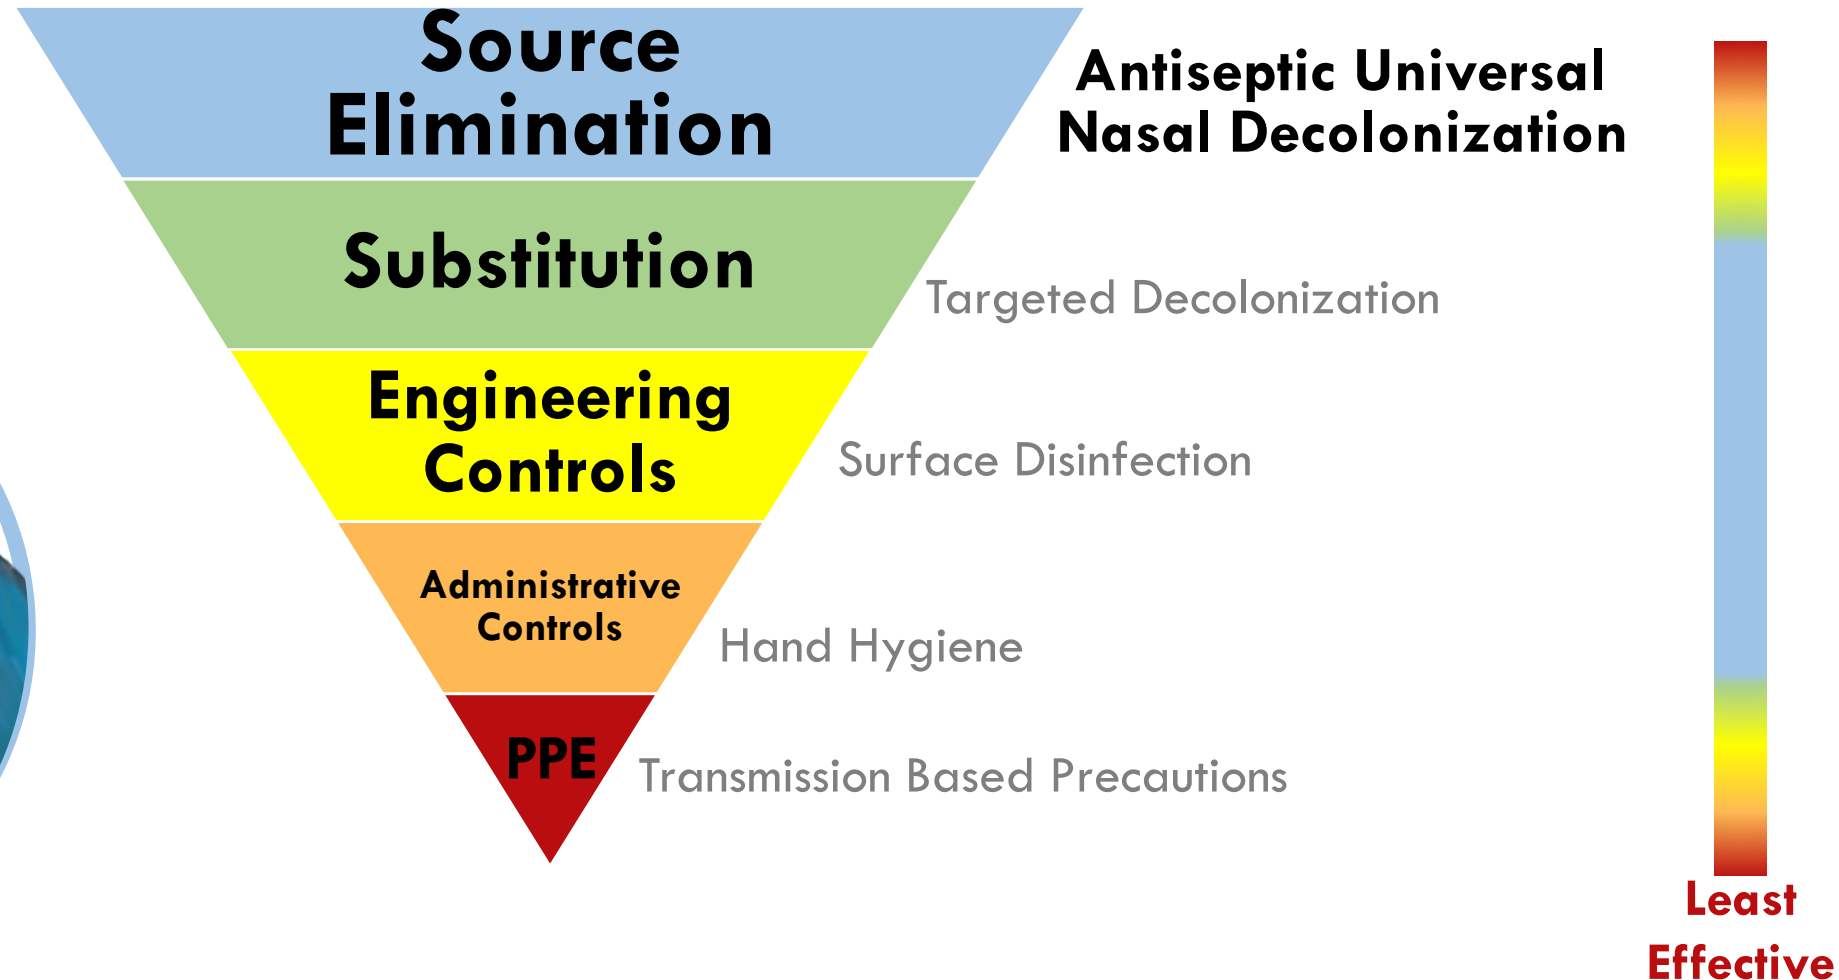 Source
Elimination
Antiseptic Universal
Nasal Decolonization
Substitution
Targeted Decolonization
Engineering
Controls
Surface Disinfection
Administrative
Controls
Hand Hygiene
PPE
Transmission Based Precautions
Least
Effective